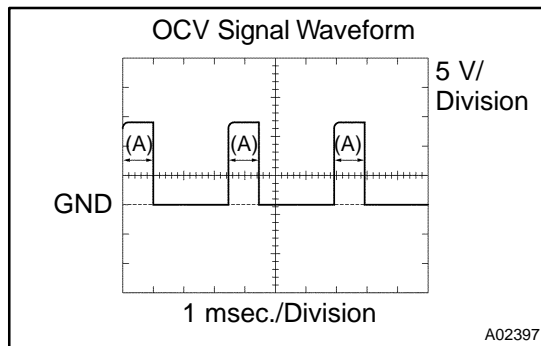 OCV Signal Waveform
5 V/
Division
(A) (A) (A)
GND
1 msec./Division
A02397